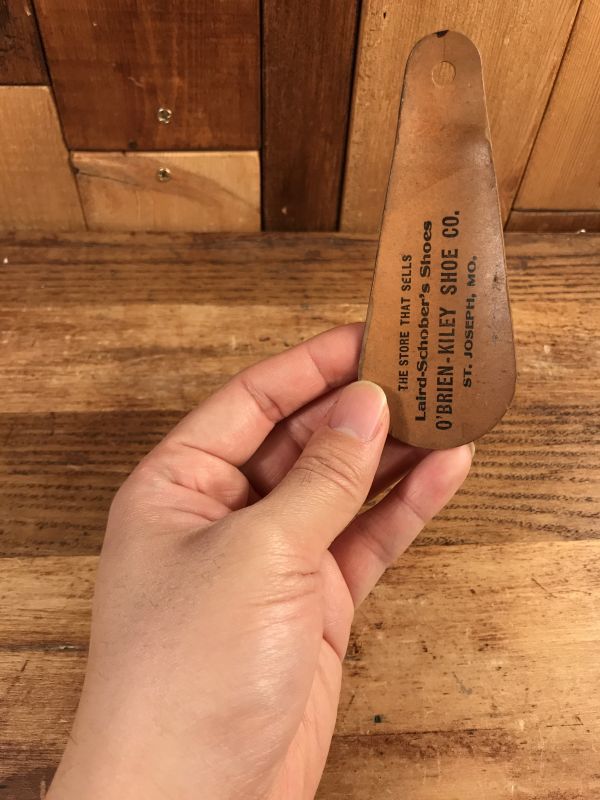 THE STORE THAT SELLS
Laird-Schober's Shoes
O'BRIEN-KILEY SHOE CO.
ST. JOSEPH, MO.